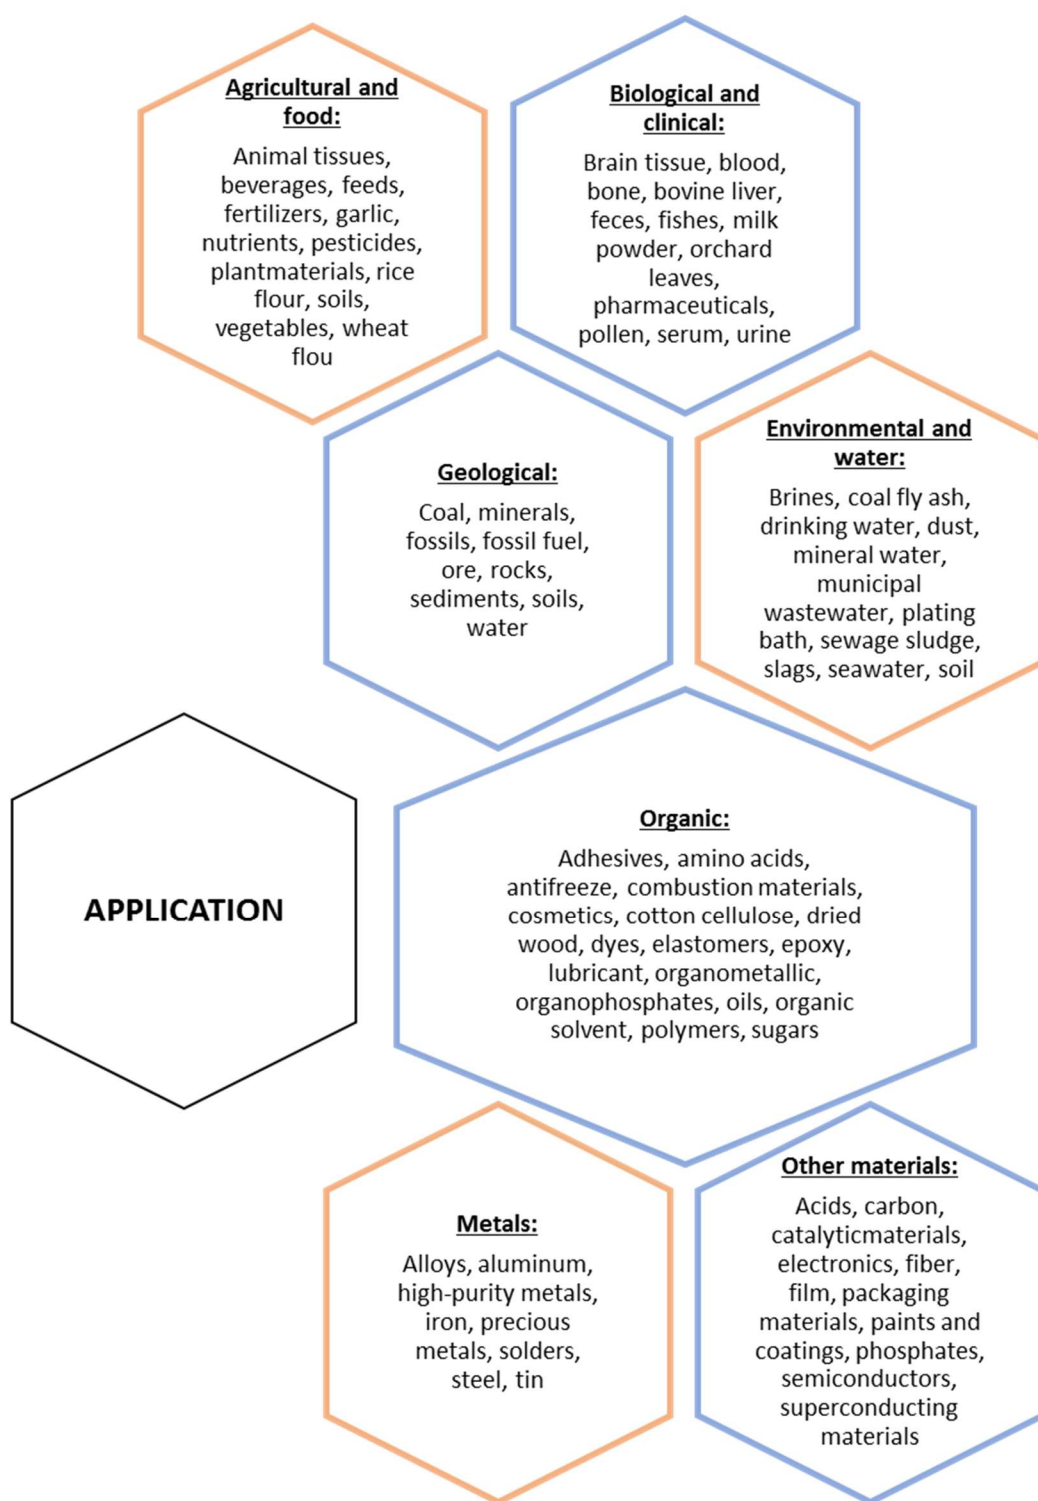 Agricultural and
food:
Animal tissues,
beverages, feeds,
fertilizers, garlic,
nutrients, pesticides,
plantmaterials, rice
flour, soils,
vegetables, wheat
flou
Biological and
clinical:
Brain tissue, blood,
bone, bovine liver,
feces, fishes, milk
powder, orchard
leaves,
pharmaceuticals,
pollen, serum, urine
Geological:
Coal, minerals,
fossils, fossil fuel,
ore, rocks,
sediments, soils,
water
Environmental and
water:
Brines, coal fly ash,
drinking water, dust,
mineral water,
municipal
wastewater, plating
bath, sewage sludge,
slags, seawater, soil
APPLICATION
Organic:
Adhesives, amino acids,
antifreeze, combustion materials,
cosmetics, cotton cellulose, dried
wood, dyes, elastomers, epoxy,
lubricant, organometallic,
organophosphates, oils, organic
solvent, polymers, sugars
Metals:
Alloys, aluminum,
high-purity metals,
iron, precious
metals, solders,
steel, tin
Other materials:
Acids, carbon,
catalyticmaterials,
electronics, fiber,
film, packaging
materials, paints and
coatings, phosphates,
semiconductors,
superconducting
materials